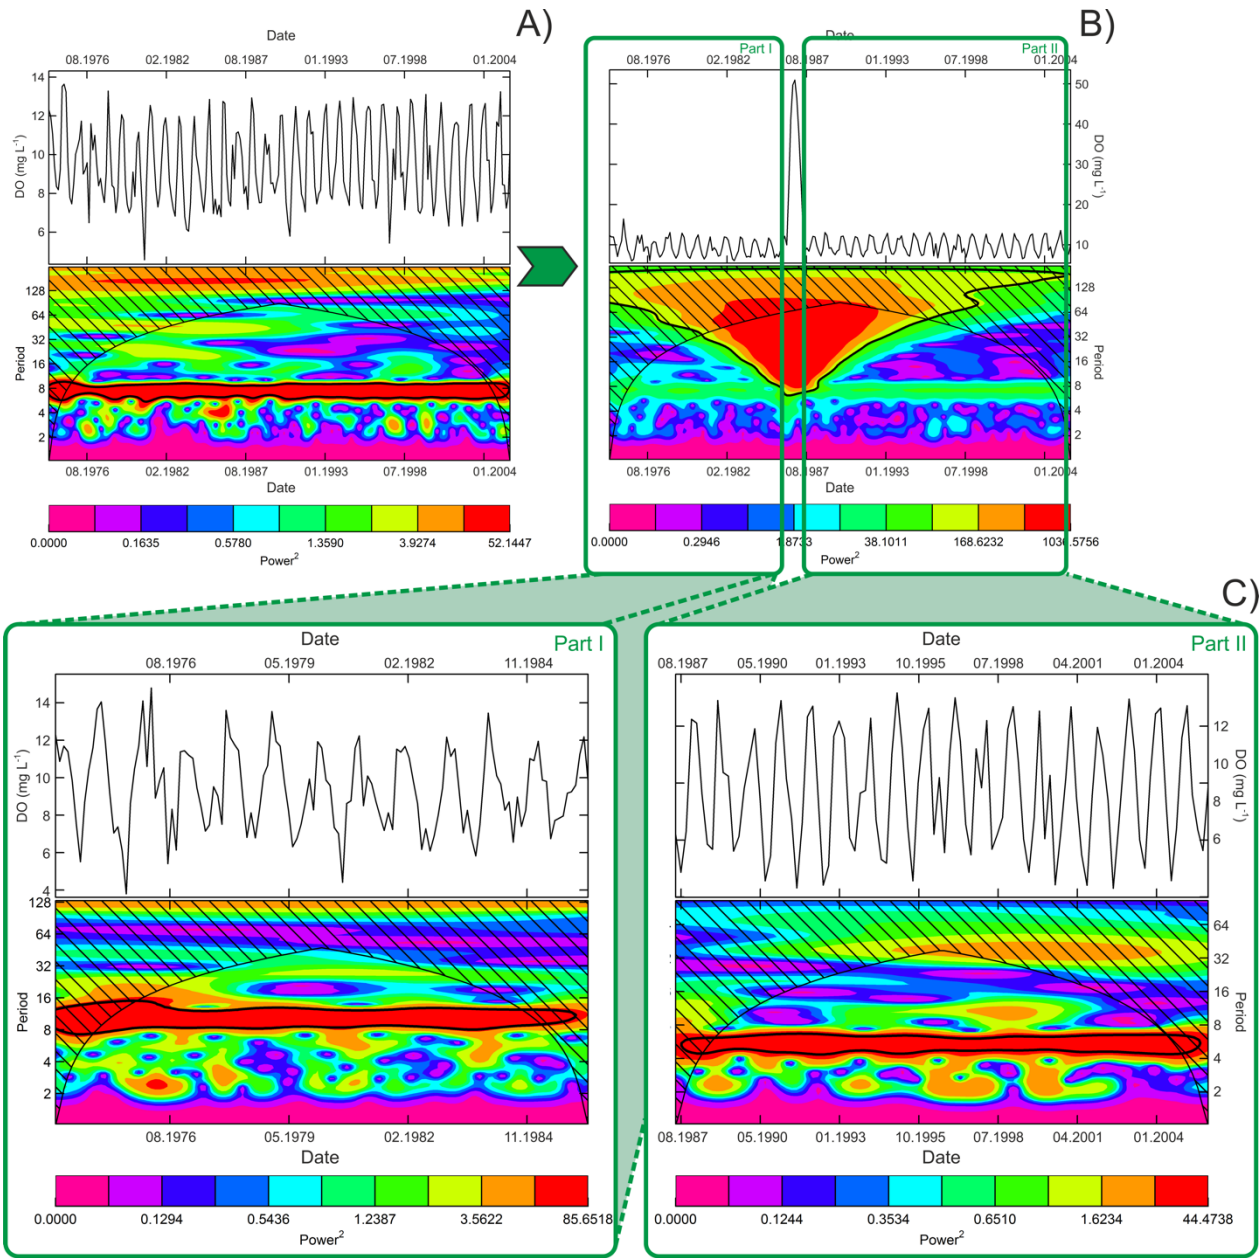 A)
Date
08.1976 02.1982 08.1987 01.1993 07.1998 01.2004
14
12
10
8
6
DO (mg L⁻¹)
128
64
32
16
8
4
2
Period
08.1976 02.1982 08.1987 01.1993 07.1998 01.2004
Date
0.0000 0.1635 0.5780 1.3590 3.9274 52.1447
Power²
B)
Part I
Part II
Date
08.1976 02.1982 08.1987 01.1993 07.1998 01.2004
50
40
30
20
10
DO (mg L⁻¹)
128
64
32
16
8
4
2
Period
08.1976 02.1982 08.1987 01.1993 07.1998 01.2004
Date
0.0000 0.2946 1.8733 38.1011 168.6232
Power²
C)
Part I
Date
08.1976 05.1979 02.1982 11.1984
14
12
10
8
6
4
DO (mg L⁻¹)
128
64
32
16
8
4
2
Period
08.1976 05.1979 02.1982 11.1984
Date
0.0000 0.1294 0.5436 1.2387 3.5622 85.6518
Power²
Part II
Date
08.1987 05.1990 01.1993 10.1995 07.1998 04.2001 01.2004
12
10
8
6
DO (mg L⁻¹)
64
32
16
8
4
2
Period
08.1987 05.1990 01.1993 10.1995 07.1998 04.2001 01.2004
Date
0.0000 0.1244 0.3534 0.6510 1.6234 44.4738
Power²